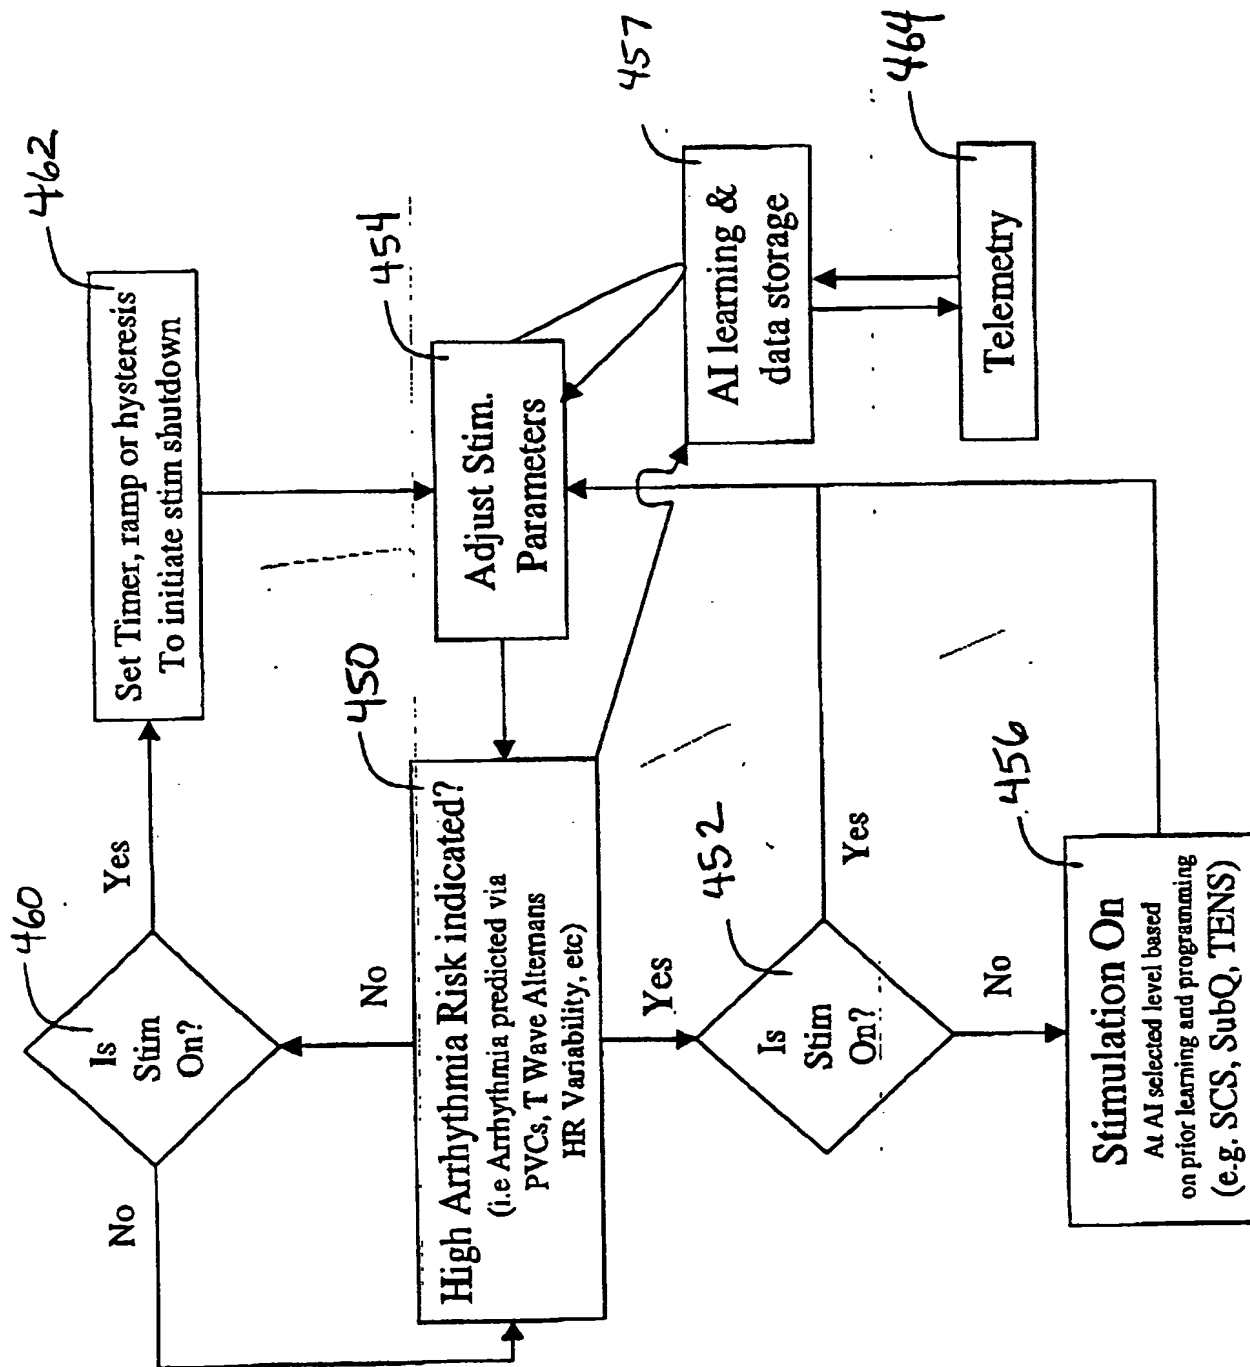 462
Set Timer, ramp or hysteresis
To initiate stim shutdown
460
Is
Stim
On?
Yes
No
No
454
Adjust Stim.
Parameters
450
High Arrhythmia Risk indicated?
(i.e Arrhythmia predicted via
PVCs, T Wave Alternans
HR Variability, etc)
457
AI learning &
data storage
464
Telemetry
Yes
452
Is
Stim
On?
Yes
No
456
Stimulation On
At AI selected level based
on prior learning and programming
(e.g. SCS, SubQ, TENS)